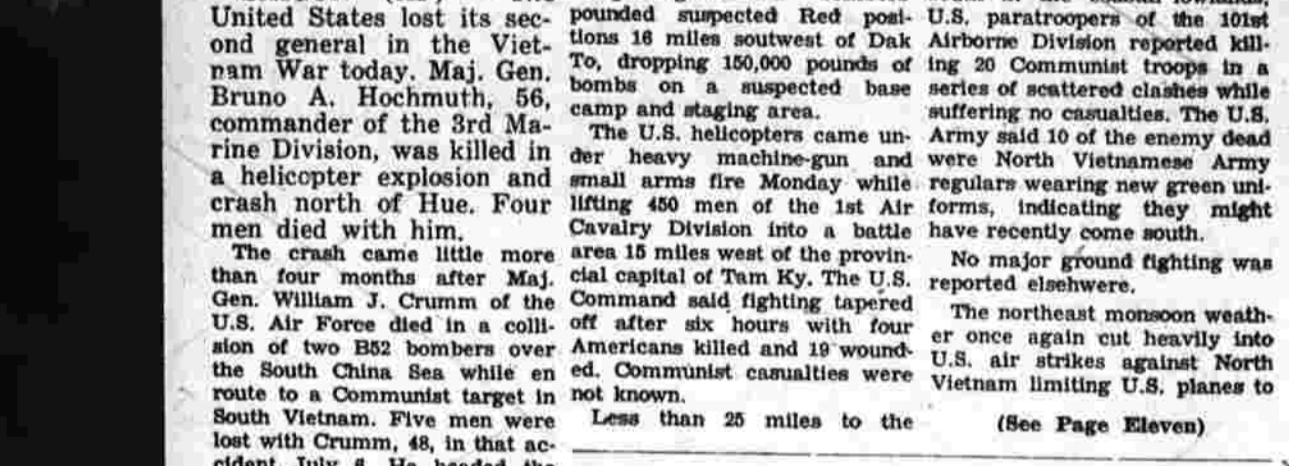 United States lost its sec-
ond general in the Viet-
nam War today. Maj. Gen.
Bruno A. Hochmuth, 56,
commander of the 3rd Ma-
rine Division, was killed in
a helicopter explosion and
crash north of Hue. Four
men died with him.
The crash came little more
than four months after Maj.
Gen. William J. Crumm of the
U.S. Air Force died in a colli-
sion of two B52 bombers over
the South China Sea while en
route to a Communist target in
South Vietnam. Five men were
lost with Crumm, 48, in that ac-
cident July
pounded suspected Red posi-
tions 16 miles soutwest of Dak
To, dropping 150,000 pounds of
bombs on a suspected base
camp and staging area.
The U.S. helicopters came un-
der heavy machine-gun and
small arms fire Monday while
lifting 450 men of the 1st Air
Cavalry Division into a battle
area 15 miles west of the provin-
cial capital of Tam Ky. The U.S.
Command said fighting tapered
off after six hours with four
Americans killed and 19 wound-
ed. Communist casualties were
not known.
Less than 25 miles to the
U.S. paratroopers of the 101st
Airborne Division reported kill-
ing 20 Communist troops in a
series of scattered clashes while
suffering no casualties. The U.S.
Army said 10 of the enemy dead
were North Vietnamese Army
regulars wearing new green uni-
forms, indicating they might
have recently come south.
No major ground fighting was
reported elsehwere.
The northeast monsoon weath-
er once again cut heavily into
U.S. air strikes against North
Vietnam limiting U.S. planes to
(See Page Eleven)